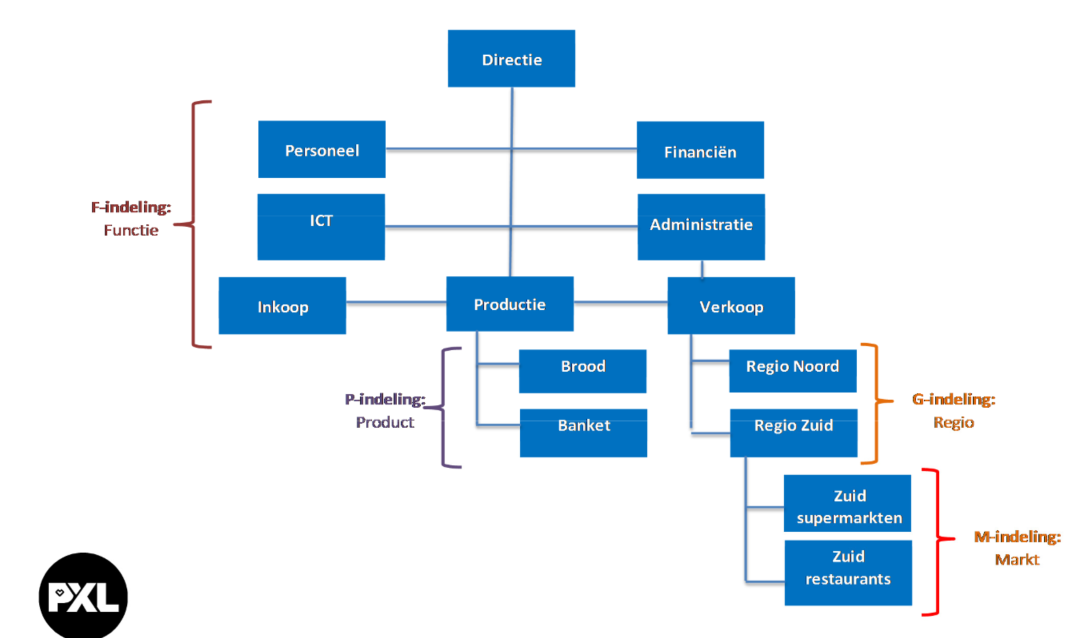 Directie
Personeel
Financiën
F-indeling:
Functie
ICT
Administratie
Inkoop
Productie
Verkoop
P-indeling:
Product
Brood
Banket
Regio Noord
Regio Zuid
G-indeling:
Regio
Zuid
supermarkten
Zuid
restaurants
M-indeling:
Markt
PXL